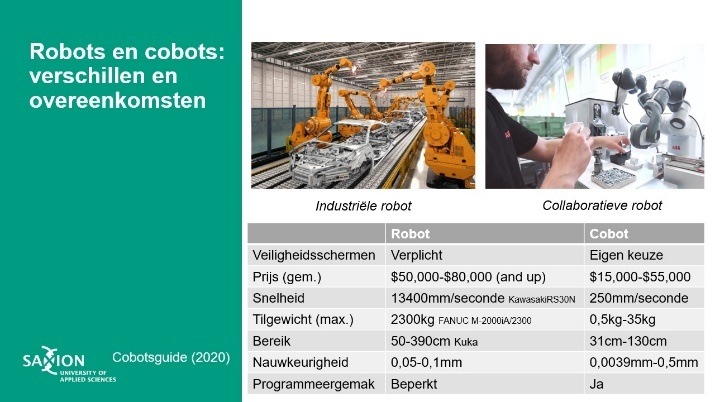 Robots en cobots:
verschillen en
overeenkomsten
Industriële robot
Collaboratieve robot
Robot Cobot
Veiligheidsschermen Verplicht Eigen keuze
Prijs (gem.) $50,000-$80,000 (and up) $15,000-$55,000
Snelheid 13400mm/seconde KawasakiRS30N 250mm/seconde
Tilgewicht (max.) 2300kg FANUC M-2000iA/2300 0,5kg-35kg
Bereik 50-390cm Kuka 31cm-130cm
Nauwkeurigheid 0,05-0,1mm 0,0039mm-0,5mm
Programmeergemak Beperkt Ja
SAXION
UNIVERSITY OF
APPLIED SCIENCES
Cobotsguide (2020)
ABB